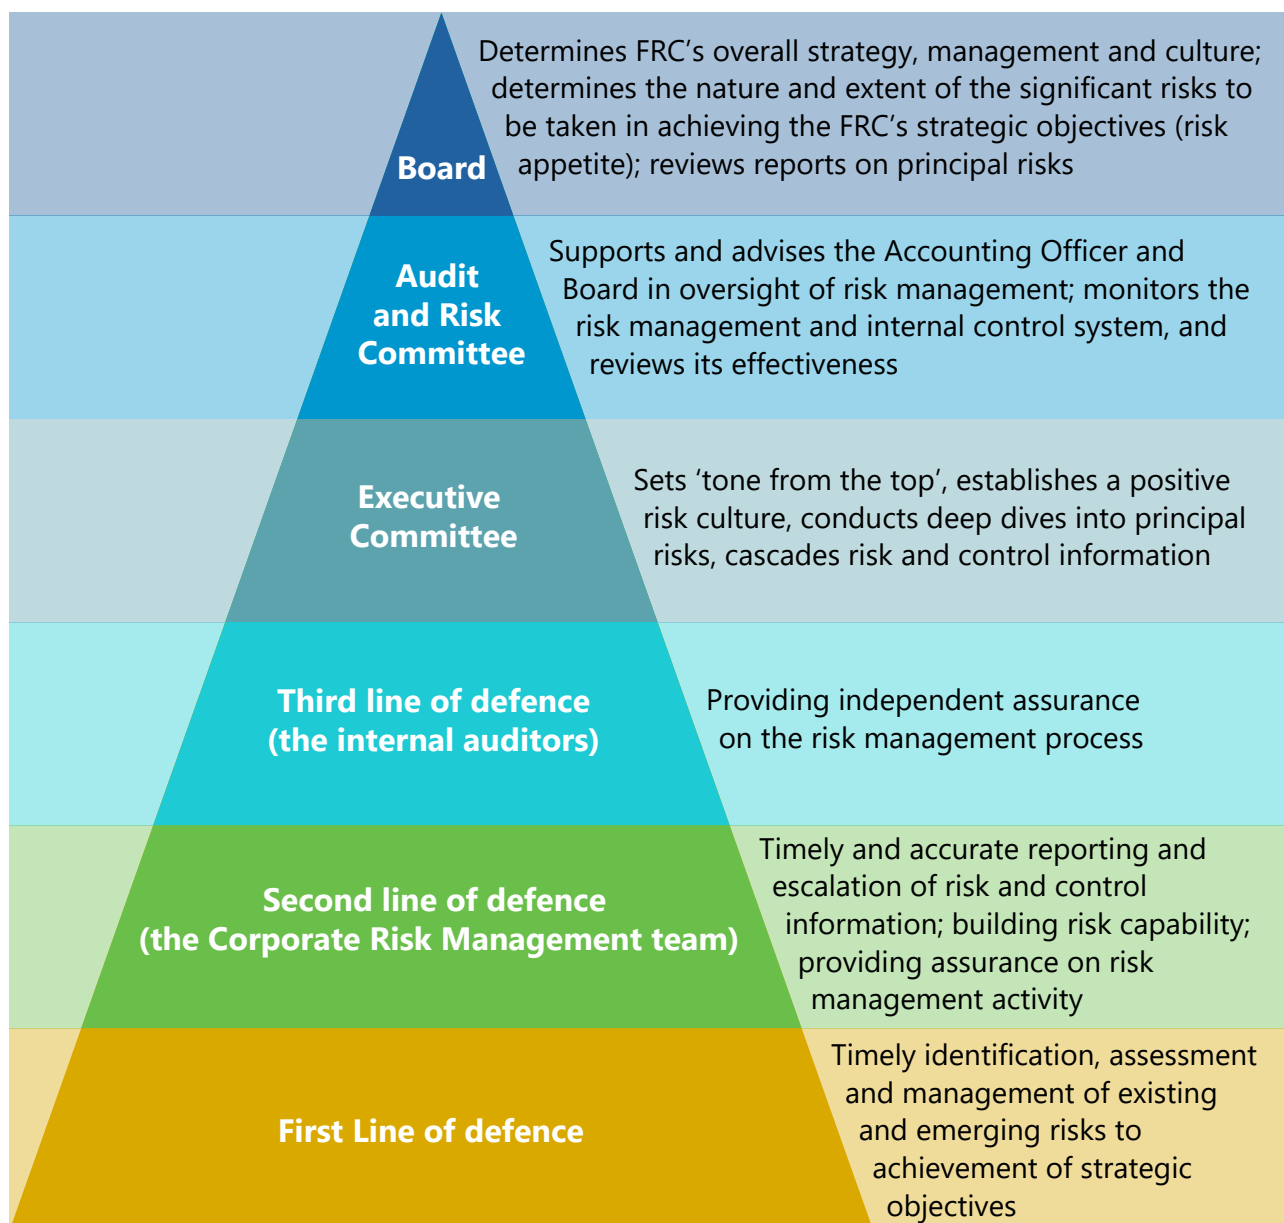 Board
Determines FRC’s overall strategy, management and culture;
determines the nature and extent of the significant risks to
be taken in achieving the FRC’s strategic objectives (risk
appetite); reviews reports on principal risks
Audit
and Risk
Committee
Supports and advises the Accounting Officer and
Board in oversight of risk management; monitors the
risk management and internal control system, and
reviews its effectiveness
Executive
Committee
Sets ‘tone from the top’, establishes a positive
risk culture, conducts deep dives into principal
risks, cascades risk and control information
Third line of defence
(the internal auditors)
Providing independent assurance
on the risk management process
Second line of defence
(the Corporate Risk Management team)
Timely and accurate reporting and
escalation of risk and control
information; building risk capability;
providing assurance on risk
management activity
First Line of defence
Timely identification, assessment
and management of existing
and emerging risks to
achievement of strategic
objectives